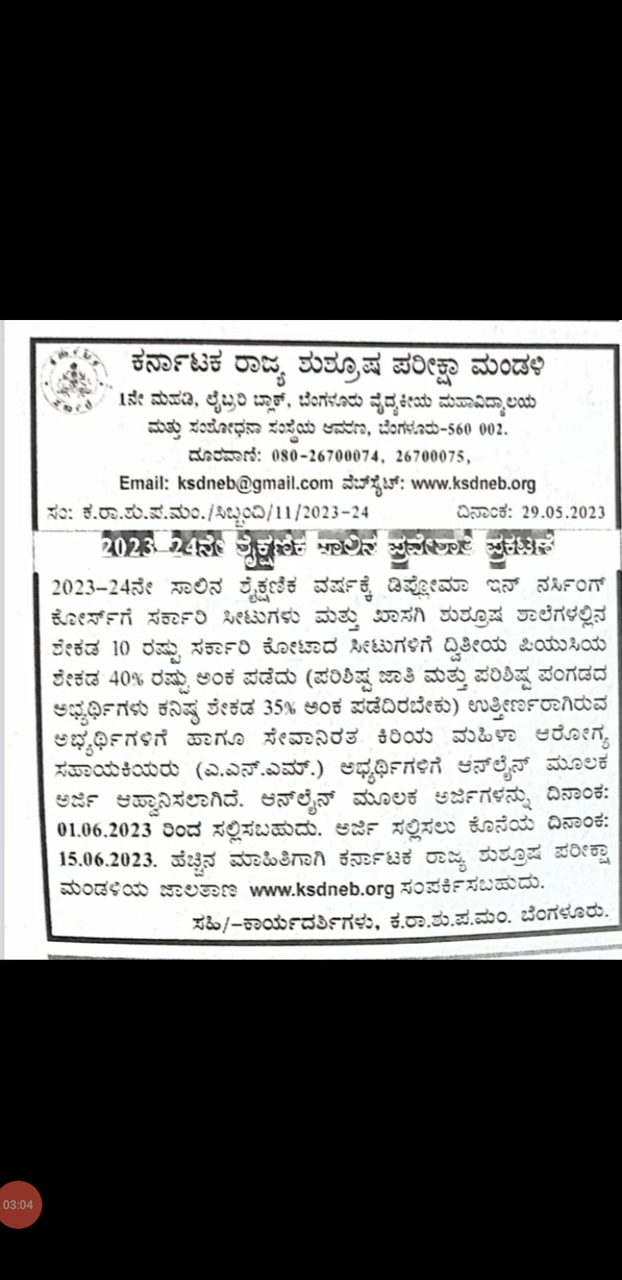 ಕರ್ನಾಟಕ ರಾಜ್ಯ ಶುಶ್ರೂಷ ಪರೀಕ್ಷಾ ಮಂಡಳಿ
1ನೇ ಮಹಡಿ, ಲೈಬ್ರರಿ ಬ್ಲಾಕ್, ಬೆಂಗಳೂರು ವೈದ್ಯಕೀಯ ಮಹಾವಿದ್ಯಾಲಯ
ಮತ್ತು ಸಂಶೋಧನಾ ಸಂಸ್ಥೆಯ ಆವರಣ, ಬೆಂಗಳೂರು-560 002.
ದೂರವಾಣಿ: 080-26700074, 26700075,
Email: ksdneb@gmail.com ವೆಬ್‌ಸೈಟ್: www.ksdneb.org
ಸಂ: ಕ.ರಾ.ಶು.ಪ.ಮಂ./ಸಿಬ್ಬಂದಿ/11/2023-24 ದಿನಾಂಕ: 29.05.2023
2023-24ನೇ ಶೈಕ್ಷಣಿಕ ಸಾಲಿನ ಪ್ರವೇಶಾತಿ ಪ್ರಕಟಣೆ
2023-24ನೇ ಸಾಲಿನ ಶೈಕ್ಷಣಿಕ ವರ್ಷಕ್ಕೆ ಡಿಪ್ಲೋಮಾ ಇನ್ ನರ್ಸಿಂಗ್
ಕೋರ್ಸ್‌ಗೆ ಸರ್ಕಾರಿ ಸೀಟುಗಳು ಮತ್ತು ಖಾಸಗಿ ಶುಶ್ರೂಷ ಶಾಲೆಗಳಲ್ಲಿನ
ಶೇಕಡ 10 ರಷ್ಟು ಸರ್ಕಾರಿ ಕೋಟಾದ ಸೀಟುಗಳಿಗೆ ದ್ವಿತೀಯ ಪಿಯುಸಿಯ
ಶೇಕಡ 40% ರಷ್ಟು ಅಂಕ ಪಡೆದು (ಪರಿಶಿಷ್ಟ ಜಾತಿ ಮತ್ತು ಪರಿಶಿಷ್ಟ ಪಂಗಡದ
ಅಭ್ಯರ್ಥಿಗಳು ಕನಿಷ್ಠ ಶೇಕಡ 35% ಅಂಕ ಪಡೆದಿರಬೇಕು) ಉತ್ತೀರ್ಣರಾಗಿರುವ
ಅಭ್ಯರ್ಥಿಗಳಿಗೆ ಹಾಗೂ ಸೇವಾನಿರತ ಕಿರಿಯ ಮಹಿಳಾ ಆರೋಗ್ಯ
ಸಹಾಯಕಿಯರು (ಎ.ಎನ್.ಎಮ್.) ಅಭ್ಯರ್ಥಿಗಳಿಗೆ ಆನ್‌ಲೈನ್ ಮೂಲಕ
ಅರ್ಜಿ ಆಹ್ವಾನಿಸಲಾಗಿದೆ. ಆನ್‌ಲೈನ್ ಮೂಲಕ ಅರ್ಜಿಗಳನ್ನು ದಿನಾಂಕ:
01.06.2023 ರಿಂದ ಸಲ್ಲಿಸಬಹುದು. ಅರ್ಜಿ ಸಲ್ಲಿಸಲು ಕೊನೆಯ ದಿನಾಂಕ:
15.06.2023. ಹೆಚ್ಚಿನ ಮಾಹಿತಿಗಾಗಿ ಕರ್ನಾಟಕ ರಾಜ್ಯ ಶುಶ್ರೂಷ ಪರೀಕ್ಷಾ
ಮಂಡಳಿಯ ಜಾಲತಾಣ www.ksdneb.org ಸಂಪರ್ಕಿಸಬಹುದು.
ಸಹಿ/-ಕಾರ್ಯದರ್ಶಿಗಳು, ಕ.ರಾ.ಶು.ಪ.ಮಂ. ಬೆಂಗಳೂರು.
03:04